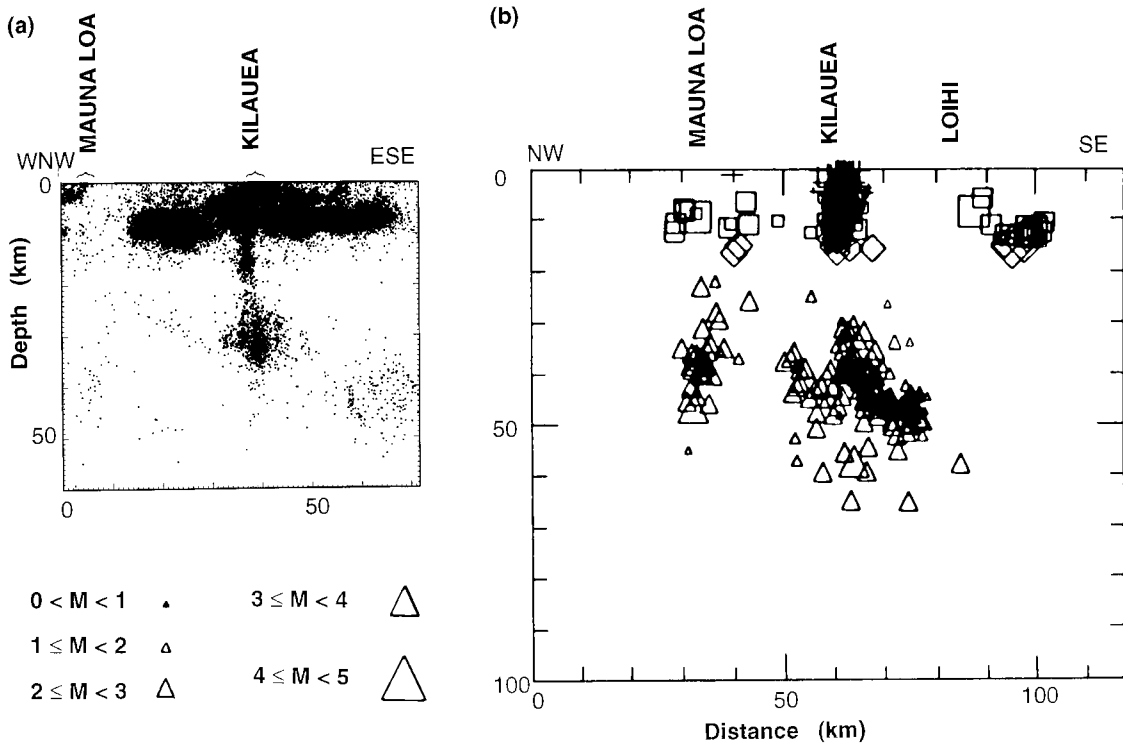 (a)
MAUNA LOA
KILAUEA
WNW
ESE
0
50
Depth (km)
0
50
0 < M < 1
1 ≤ M < 2
2 ≤ M < 3
3 ≤ M < 4
4 ≤ M < 5
(b)
MAUNA LOA
KILAUEA
LOIHI
NW
SE
0
50
100
0
50
100
Distance (km)